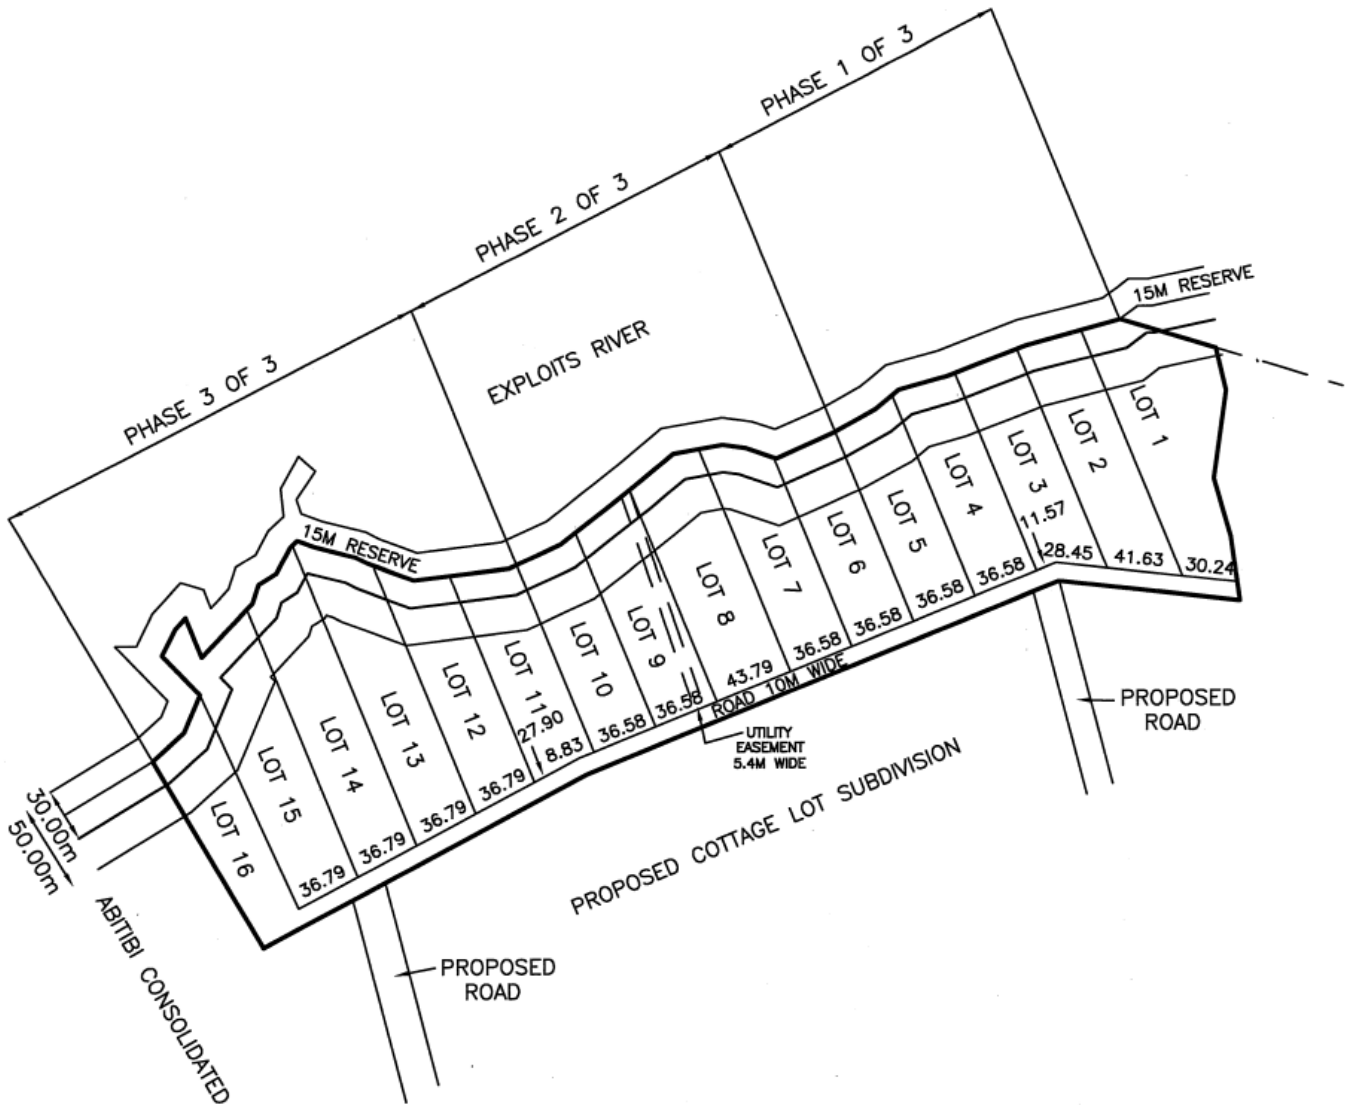 PHASE 1 OF 3
PHASE 2 OF 3
PHASE 3 OF 3
EXPLOITS RIVER
15M RESERVE
15M RESERVE
LOT 1
LOT 2
LOT 3
LOT 4
LOT 5
LOT 6
LOT 7
LOT 8
LOT 9
LOT 10
LOT 11
LOT 12
LOT 13
LOT 14
LOT 15
LOT 16
30.24
41.63
28.45
11.57
36.58
36.58
36.58
36.58
43.79
36.58
36.58
8.83
27.90
36.79
36.79
36.79
36.79
ROAD 10M WIDE
UTILITY
EASEMENT
5.4M WIDE
PROPOSED
ROAD
PROPOSED COTTAGE LOT SUBDIVISION
PROPOSED
ROAD
30.00m
50.00m
ABITIBI CONSOLIDATED